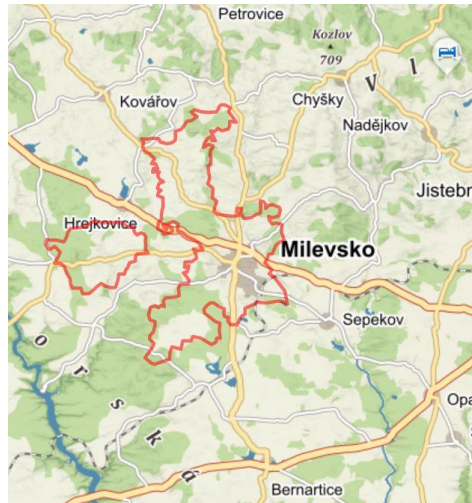 Petrovice
Kozlov
709
Kovářov
Chyšky
V l
Nadějkov
Jistebn
Hrejkovice
Milevsko
Sepekov
o r s k á
Opa
Bernartice